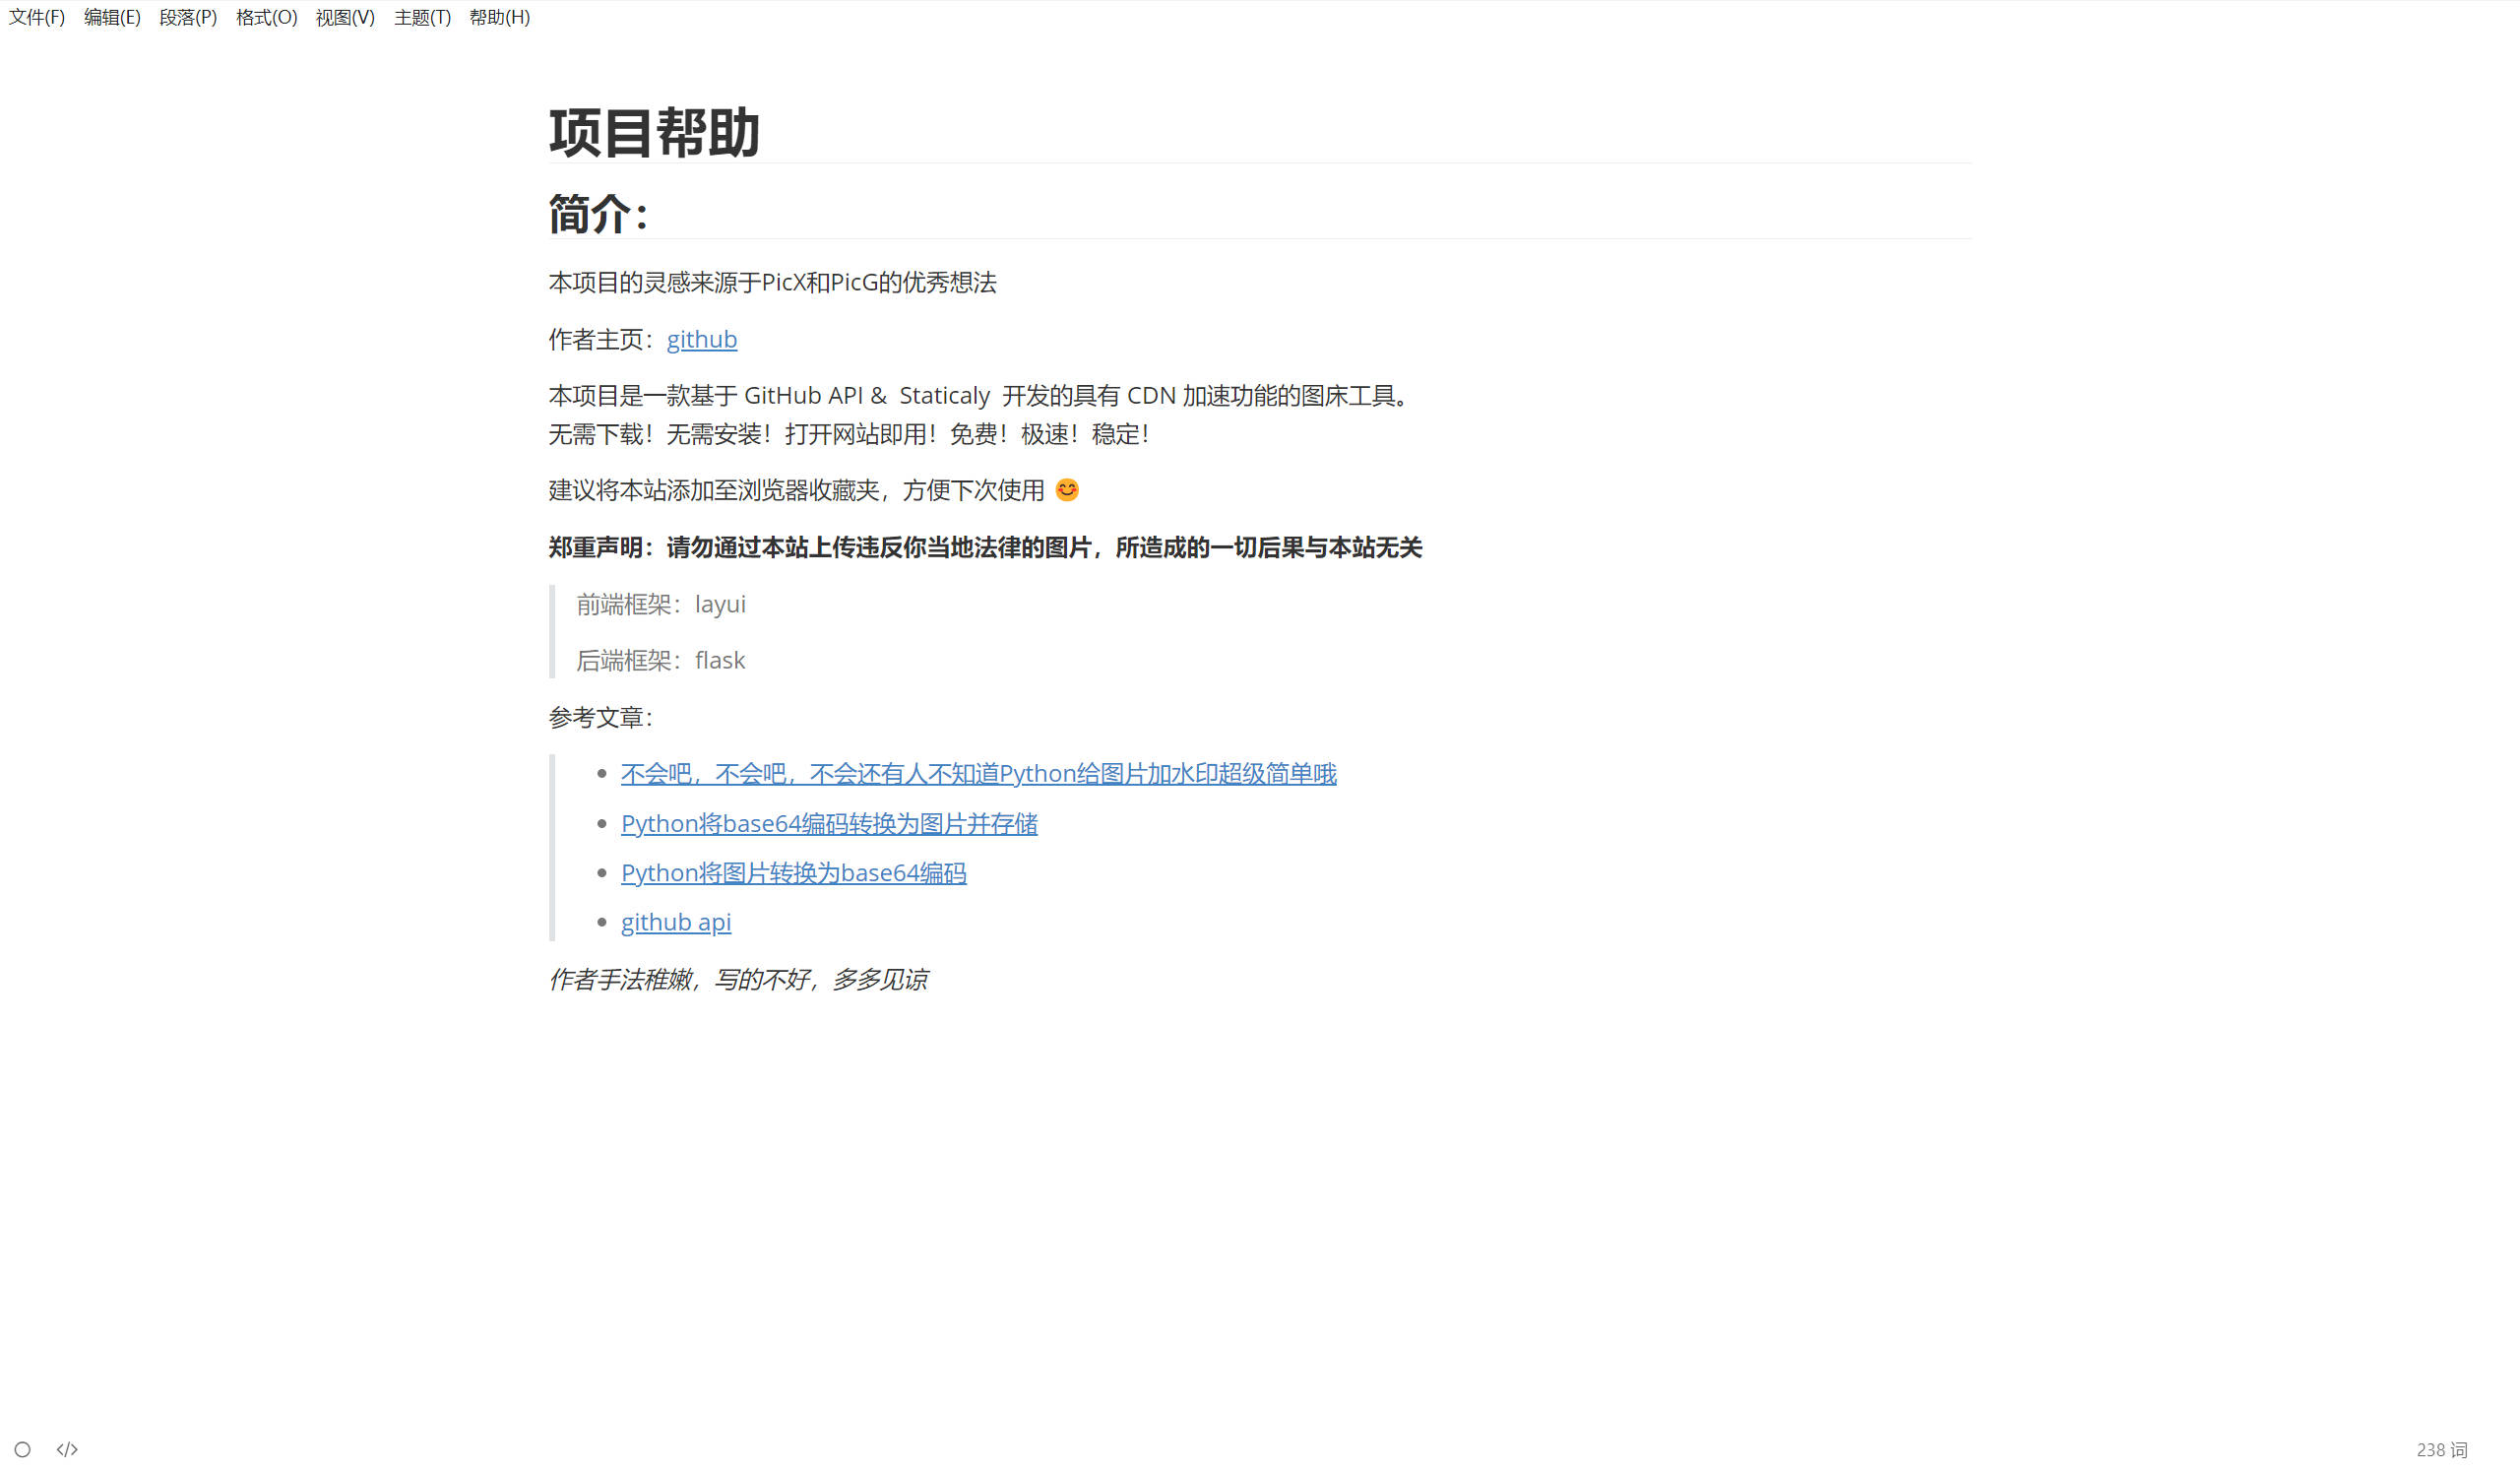 文件(F) 编辑(E) 段落(P) 格式(O) 视图(V) 主题(T) 帮助(H)
项目帮助
简介：
本项目的灵感来源于PicX和PicG的优秀想法
作者主页：github
本项目是一款基于 GitHub API & Staticaly 开发的具有 CDN 加速功能的图床工具。
无需下载！无需安装！打开网站即用！免费！极速！稳定！
建议将本站添加至浏览器收藏夹，方便下次使用 😊
郑重声明：请勿通过本站上传违反你当地法律的图片，所造成的一切后果与本站无关
前端框架：layui
后端框架：flask
参考文章：
不会吧，不会吧，不会还有人不知道Python给图片加水印超级简单哦
Python将base64编码转换为图片并存储
Python将图片转换为base64编码
github api
作者手法稚嫩，写的不好，多多见谅
</> 238 词